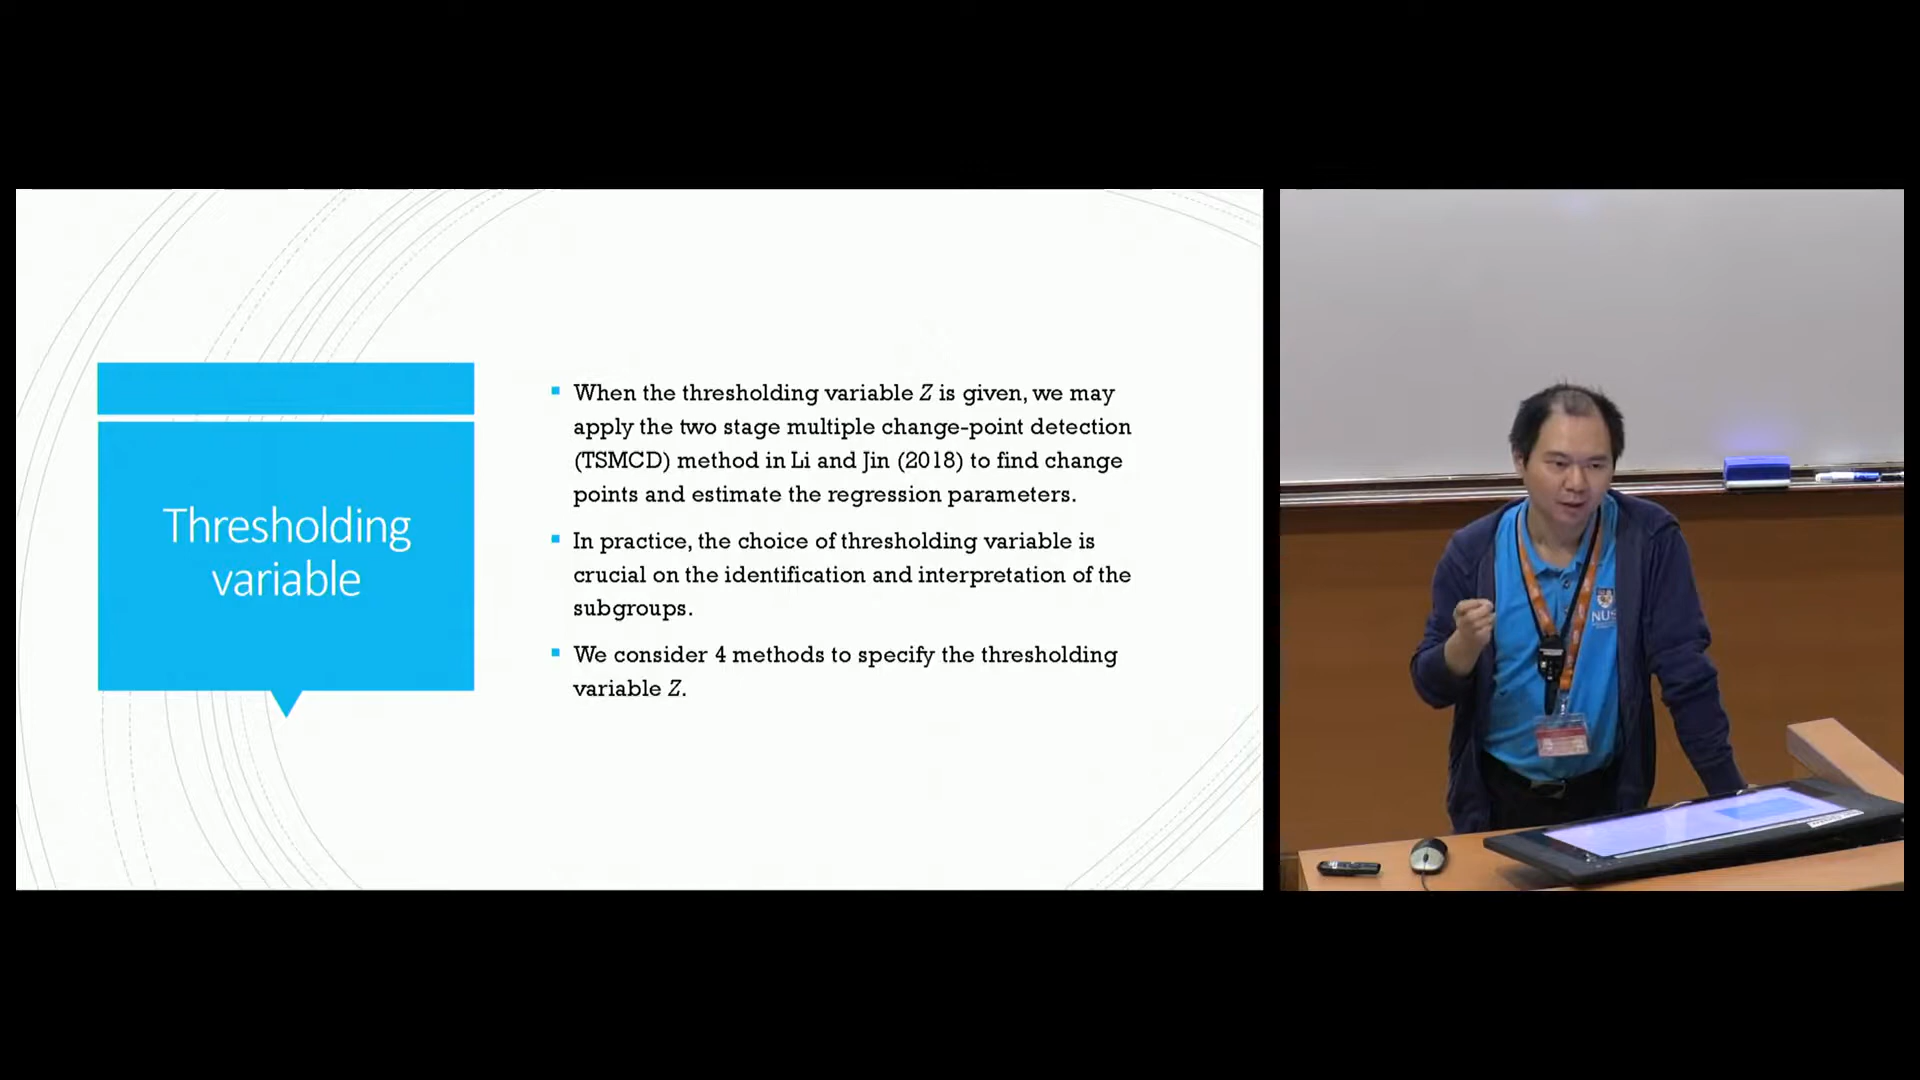 Thresholding
variable
When the thresholding variable Z is given, we may
apply the two stage multiple change-point detection
(TSMCD) method in Li and Jin (2018) to find change
points and estimate the regression parameters.
In practice, the choice of thresholding variable is
crucial on the identification and interpretation of the
subgroups.
We consider 4 methods to specify the thresholding
variable Z.
NUS